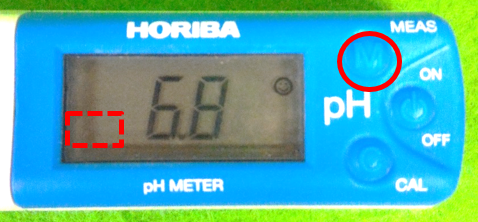 HORIBA
MEAS
M
6.8
ON
pH
OFF
pH METER
CAL